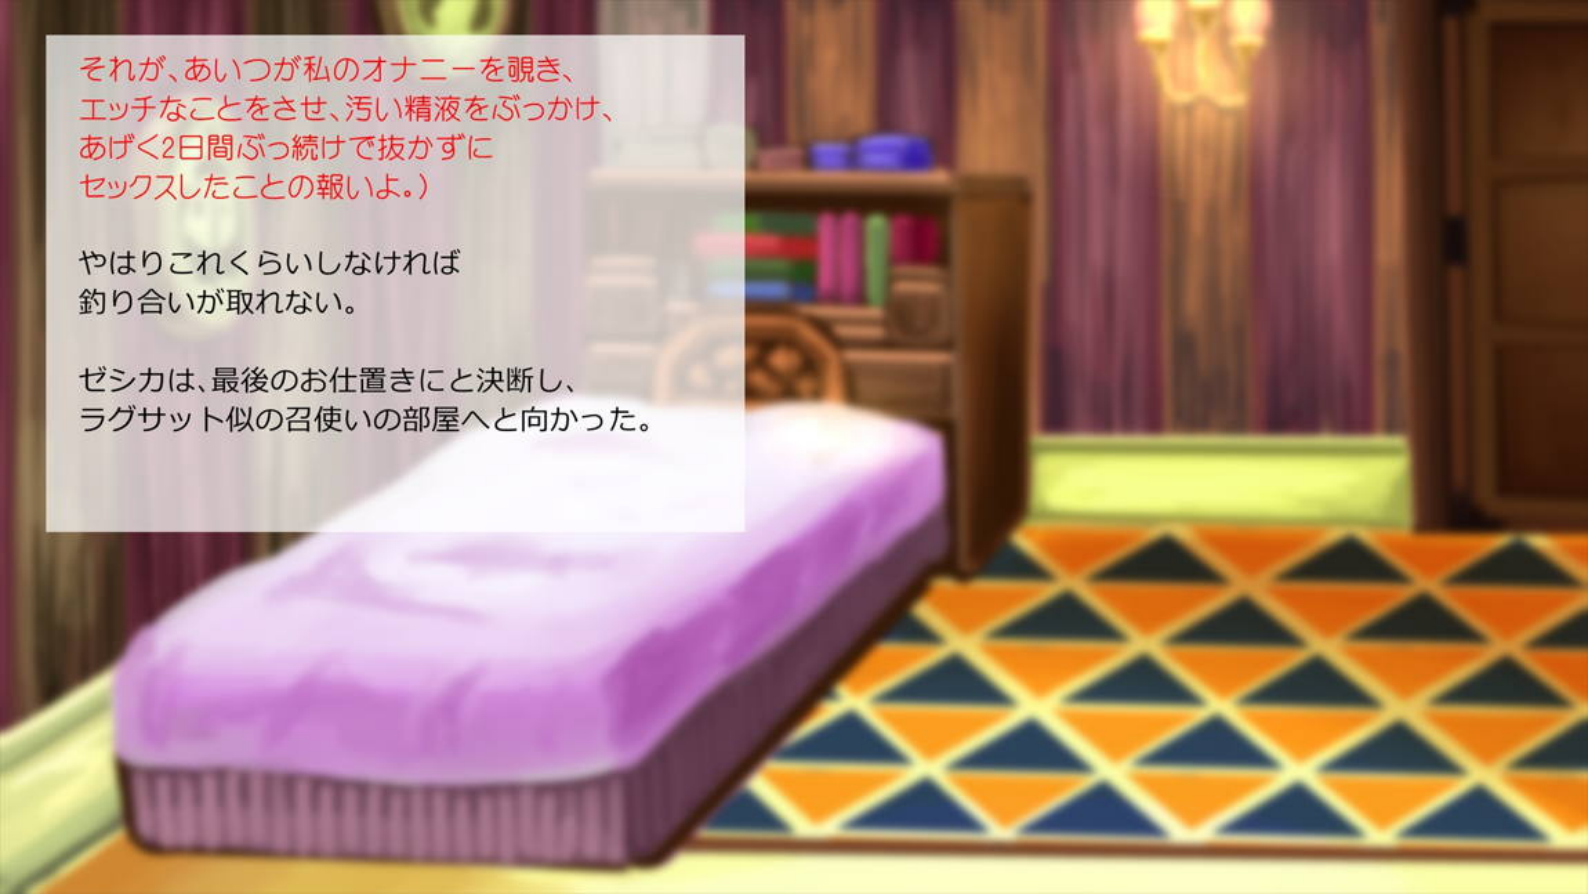 それが、あいつが私のオナニーを覗き、
エッチなことをさせ、汚い精液をぶっかけ、
あげく2日間ぶっ続けで抜かずに
セックスしたことの報いよ。)
やはりこれくらいしなければ
釣り合いが取れない。
ゼシカは、最後のお仕置きにと決断し、
ラグサット似の召使いの部屋へと向かった。